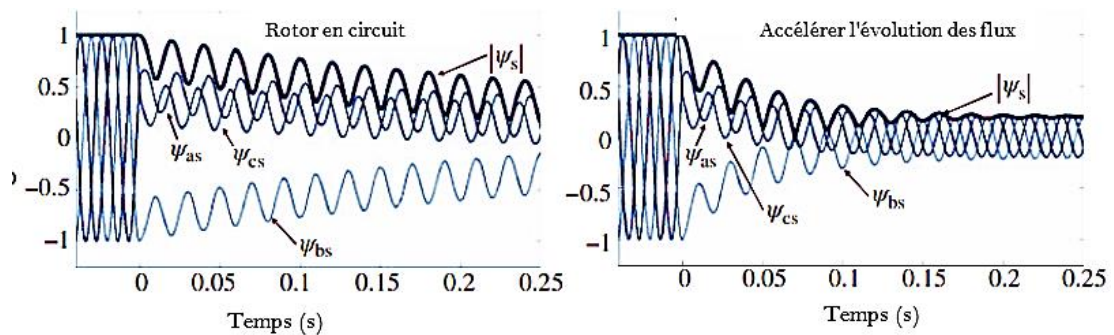 Rotor en circuit
1
0.5
0
−0.5
−1
|ψs|
ψas
ψcs
ψbs
0 0.05 0.1 0.15 0.2 0.25
Temps (s)
Accélérer l'évolution des flux
1
0.5
0
−0.5
−1
|ψs|
ψas
ψcs
ψbs
0 0.05 0.1 0.15 0.2 0.25
Temps (s)